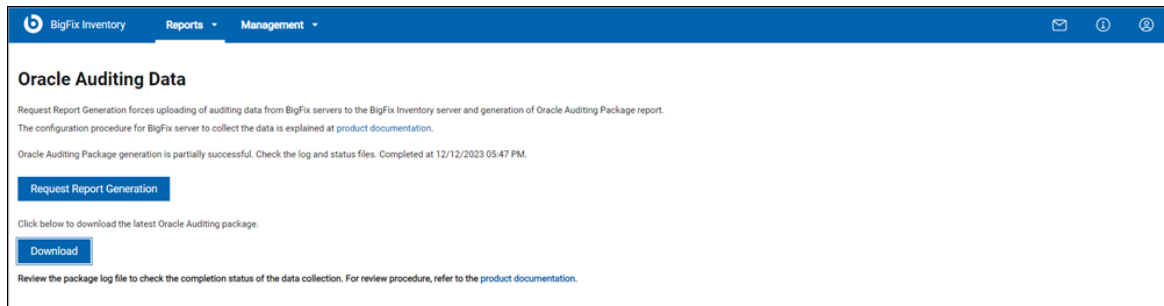 BigFix Inventory Reports Management
Oracle Auditing Data
Request Report Generation forces uploading of auditing data from BigFix servers to the BigFix Inventory server and generation of Oracle Auditing Package report.
The configuration procedure for BigFix server to collect the data is explained at product documentation.
Oracle Auditing Package generation is partially successful. Check the log and status files. Completed at 12/12/2023 05:47 PM.
Request Report Generation
Click below to download the latest Oracle Auditing package.
Download
Review the package log file to check the completion status of the data collection. For review procedure, refer to the product documentation.